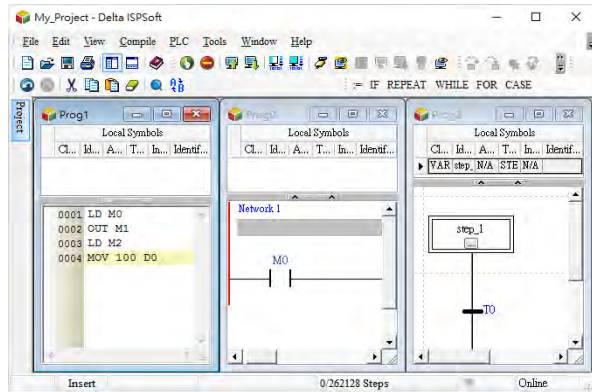 My_Project - Delta ISPSoft
File Edit View Compile PLC Tools Window Help
:= IF REPEAT WHILE FOR CASE
Project
Prog1
Local Symbols
Cl... Id... A... T... In... Identif...
0001 LD M0
0002 OUT M1
0003 LD M2
0004 MOV 100 D0
Local Symbols
Cl... Id... A... T... In... Identif...
Network 1
M0
Local Symbols
Cl... Id... A... T... In... Identif...
VAR step_ N/A STE N/A
step_1
...
T0
Insert 0/262128 Steps Online